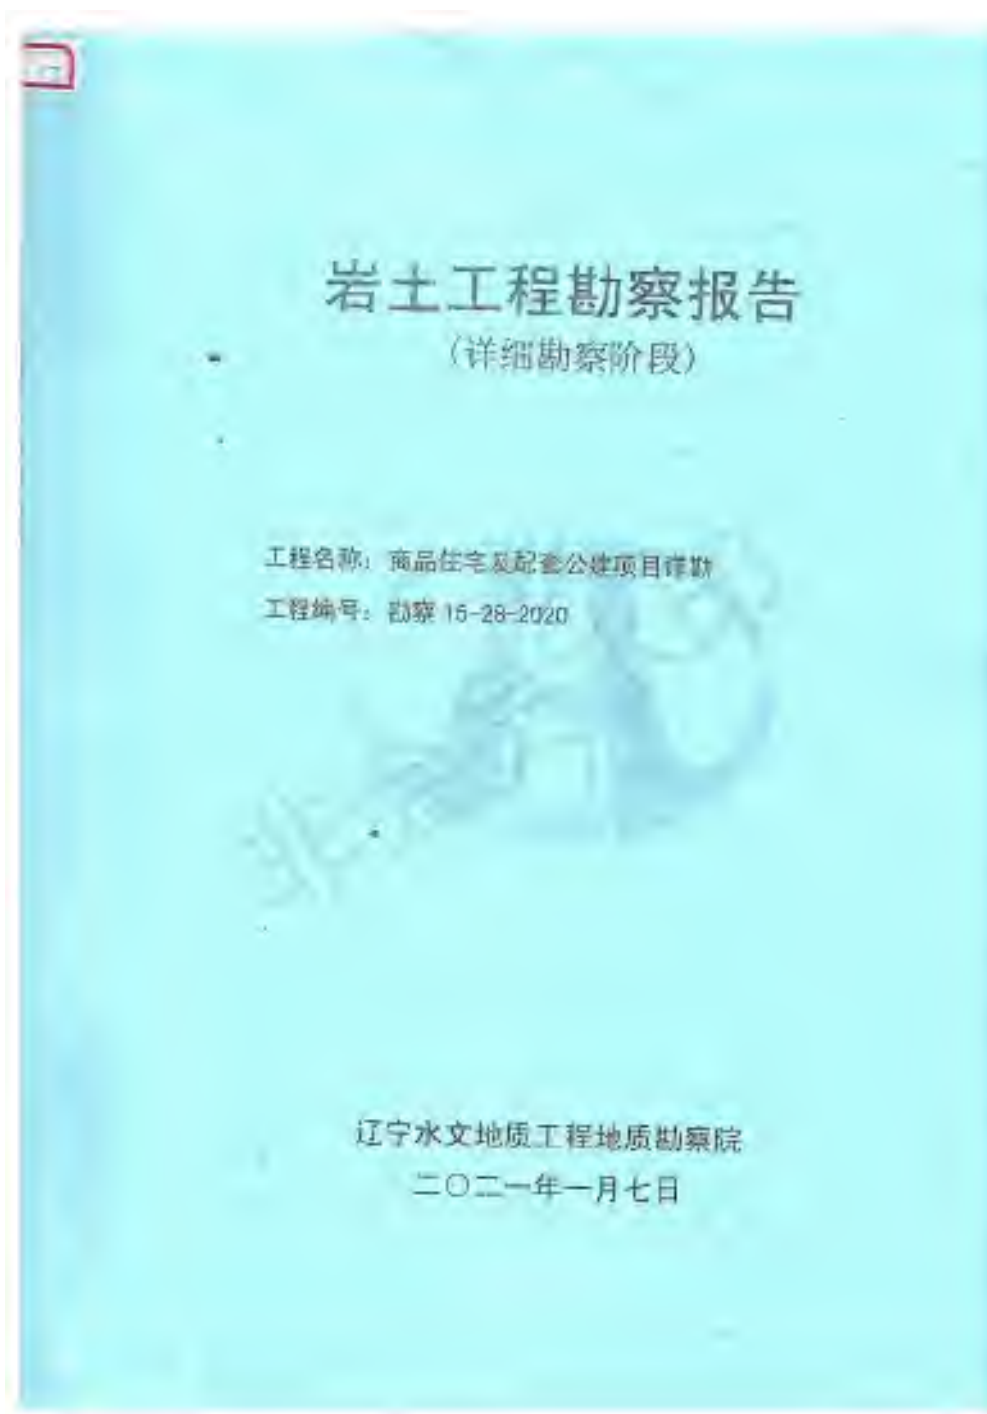 岩土工程勘察报告
(详细勘察阶段)
工程名称：商品住宅及配套公建项目详勘
工程编号：勘察 15-28-2020
辽宁水文地质工程地质勘察院
二〇二一年一月七日